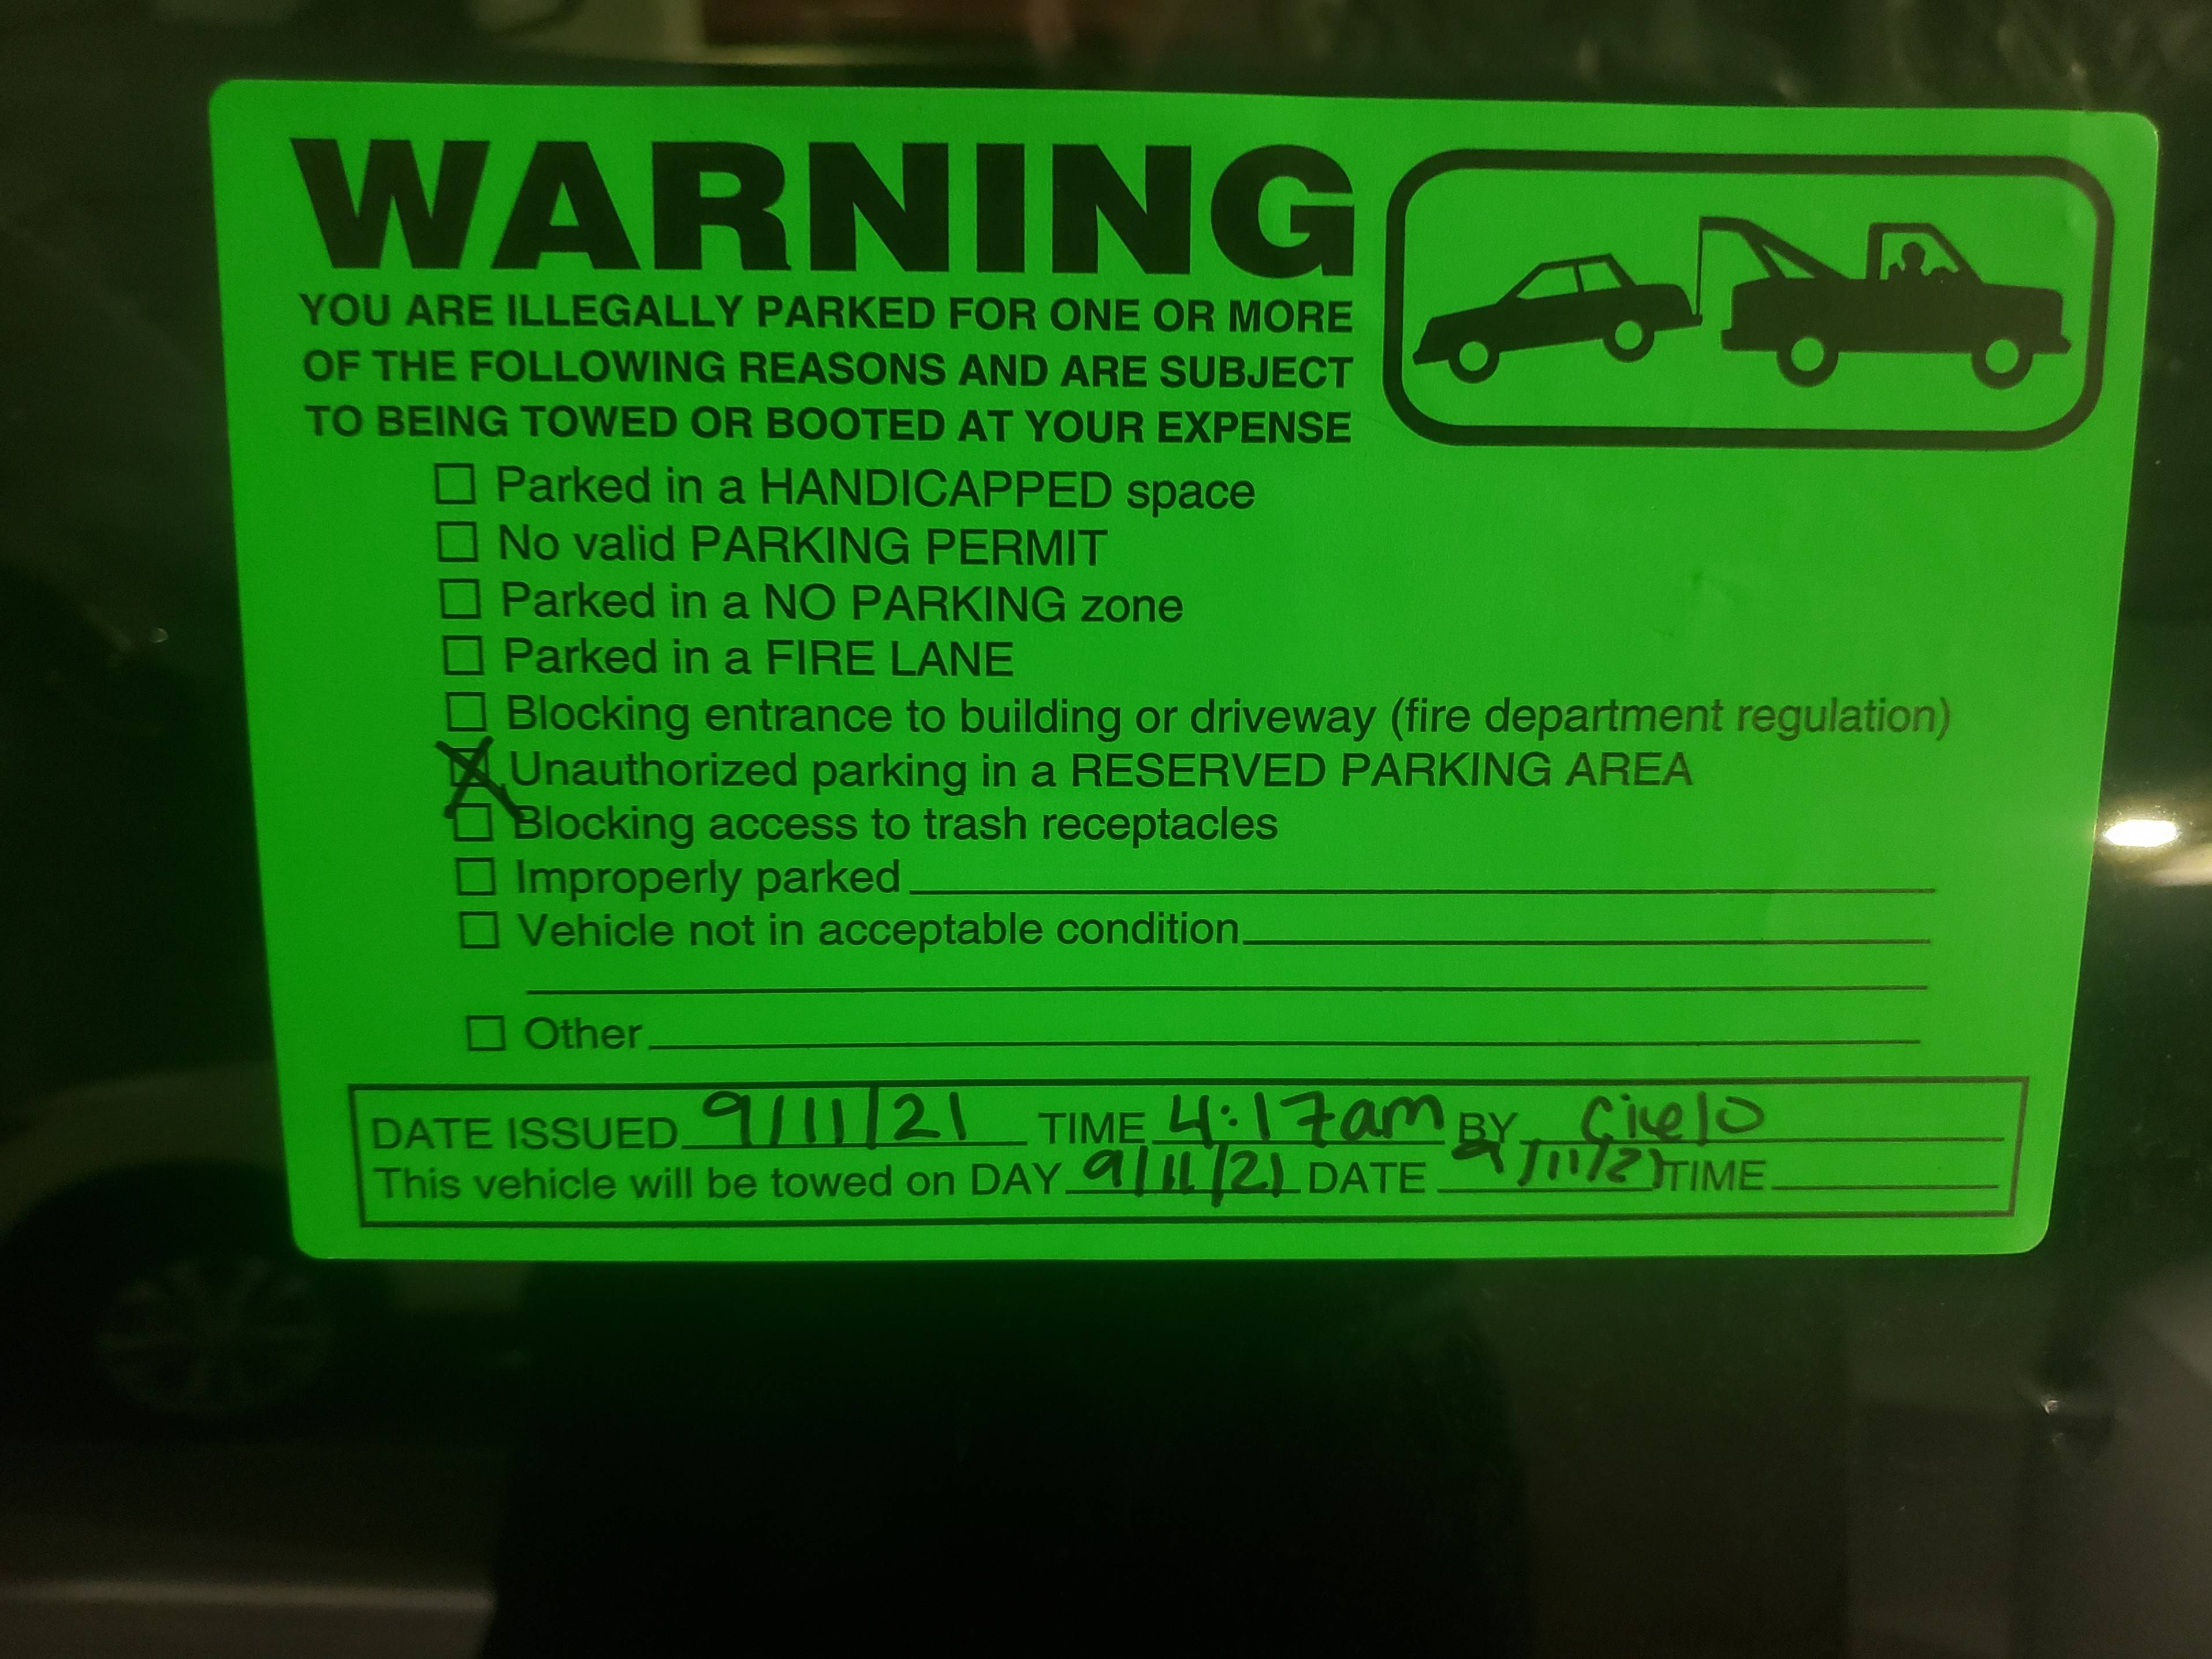 WARNING
YOU ARE ILLEGALLY PARKED FOR ONE OR MORE
OF THE FOLLOWING REASONS AND ARE SUBJECT
TO BEING TOWED OR BOOTED AT YOUR EXPENSE
☐ Parked in a HANDICAPPED space
☐ No valid PARKING PERMIT
☐ Parked in a NO PARKING zone
☐ Parked in a FIRE LANE
☐ Blocking entrance to building or driveway (fire department regulation)
☒ Unauthorized parking in a RESERVED PARKING AREA
☐ Blocking access to trash receptacles
☐ Improperly parked
☐ Vehicle not in acceptable condition
☐ Other
DATE ISSUED 9/11/21 TIME 4:17am BY Cielo
This vehicle will be towed on DAY 9/11/21 DATE 9/11/21 TIME